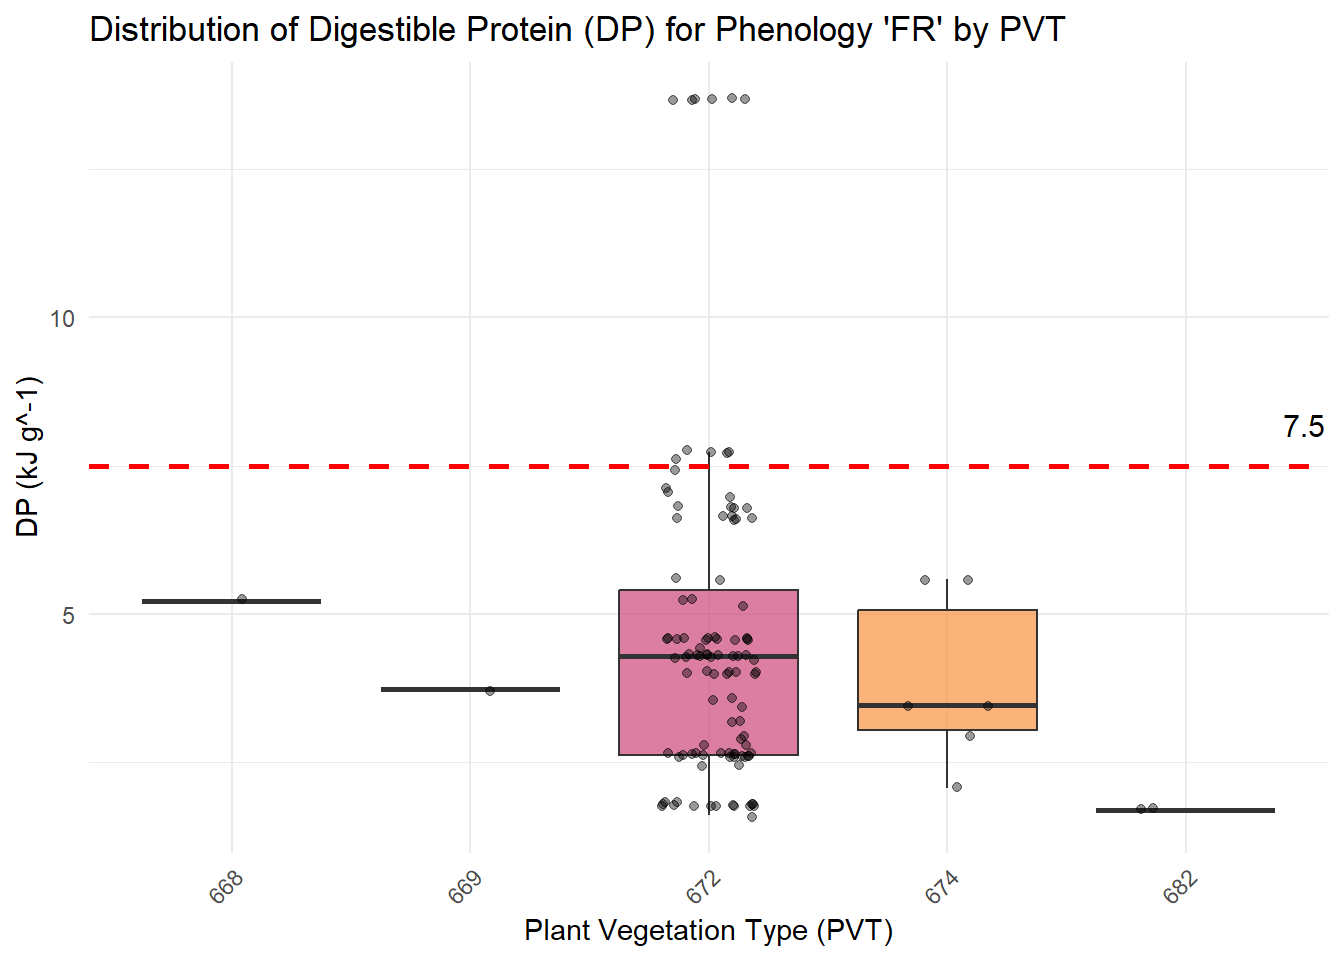 Distribution of Digestible Protein (DP) for Phenology 'FR' by PVT
10
7.5
5
DP (kJ g^-1)
668
669
672
674
682
Plant Vegetation Type (PVT)